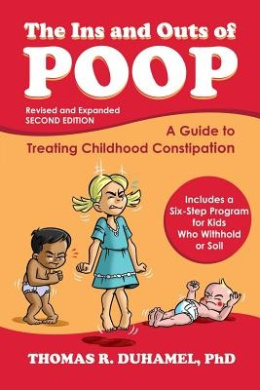 The Ins and Outs of
POOP
Revised and Expanded
SECOND EDITION
A Guide to
Treating Childhood Constipation
Includes a
Six-Step Program
for Kids
Who Withhold
or Soil
THOMAS R. DUHAMEL, PhD